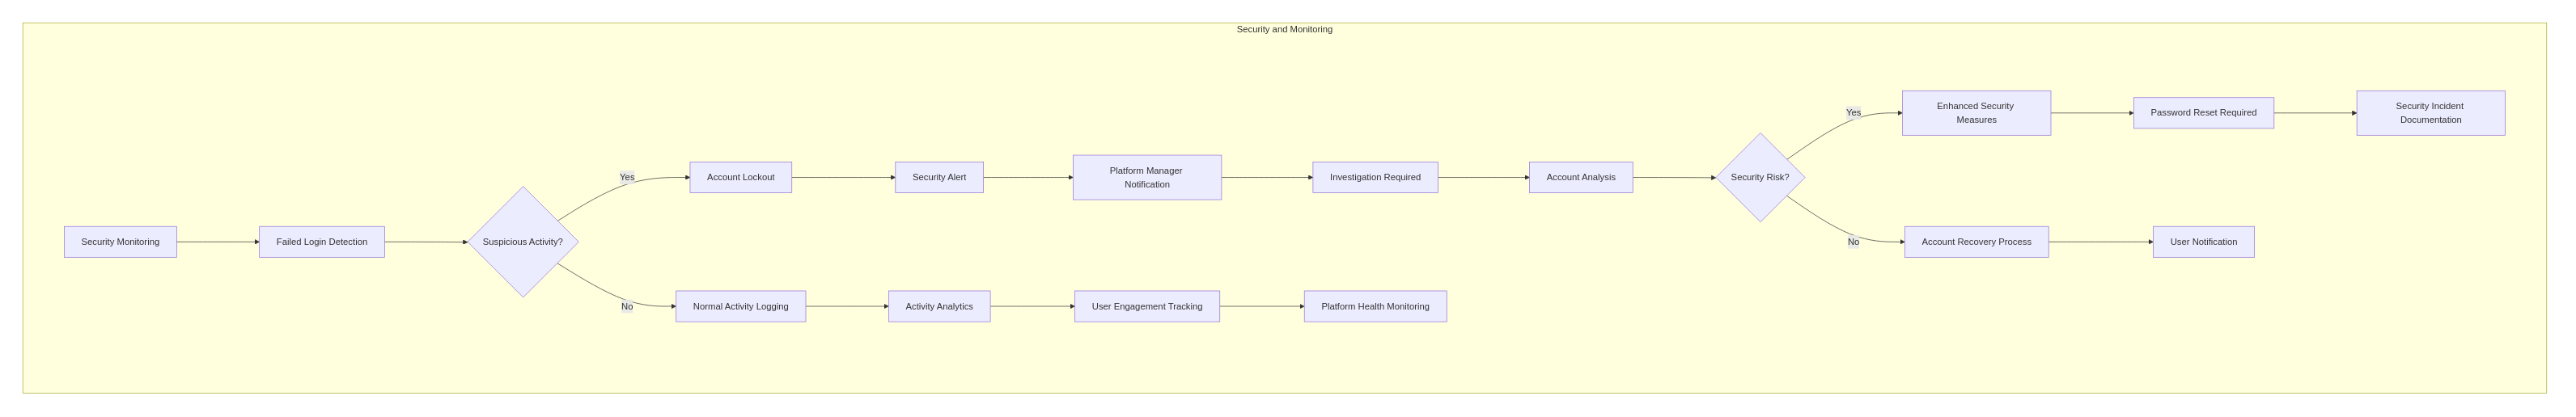 Security and Monitoring
Security Monitoring
Failed Login Detection
Suspicious Activity?
Yes
Account Lockout
Security Alert
Platform Manager
Notification
Investigation Required
Account Analysis
Security Risk?
Yes
Enhanced Security
Measures
Password Reset Required
Security Incident
Documentation
No
Account Recovery Process
User Notification
No
Normal Activity Logging
Activity Analytics
User Engagement Tracking
Platform Health Monitoring